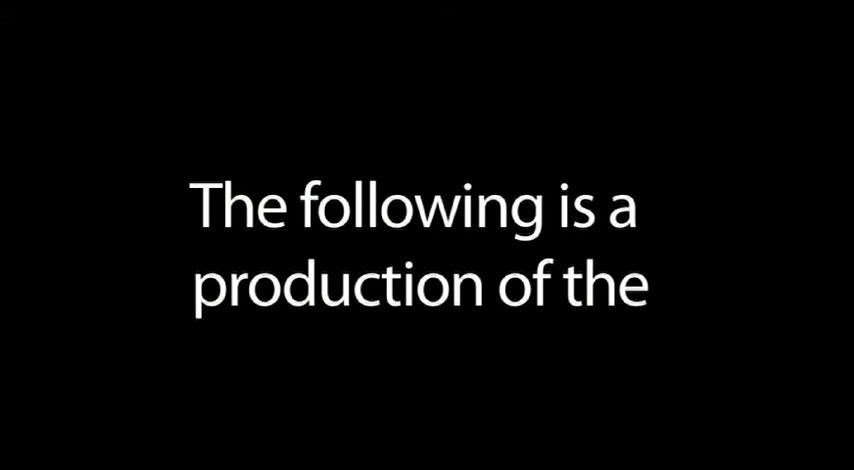 The following is a
production of the